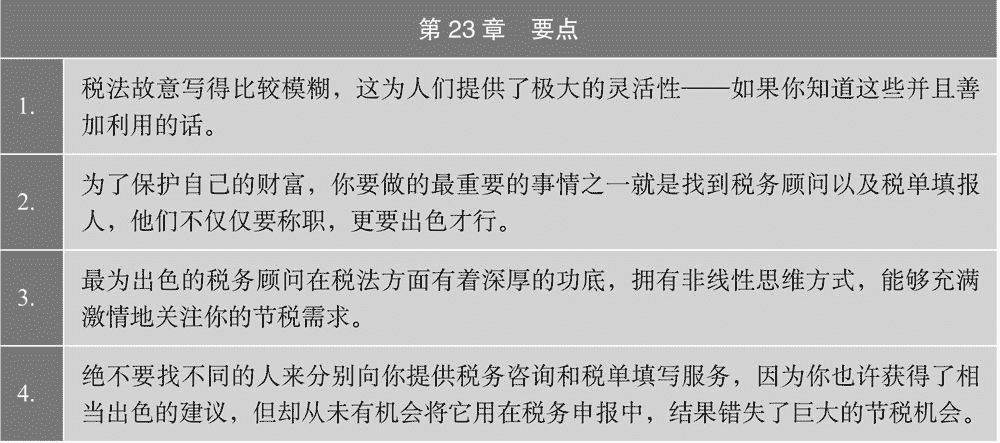 第 23 章 要点
1.
税法故意写得比较模糊，这为人们提供了极大的灵活性——如果你知道这些并且善
加利用的话。
2.
为了保护自己的财富，你要做的最重要的事情之一就是找到税务顾问以及税单填报
人，他们不仅仅要称职，更要出色才行。
3.
最为出色的税务顾问在税法方面有着深厚的功底，拥有非线性思维方式，能够充满
激情地关注你的节税需求。
4.
绝不要找不同的人来分别向你提供税务咨询和税单填写服务，因为你也许获得了相
当出色的建议，但却从未有机会将它用在税务申报中，结果错失了巨大的节税机会。